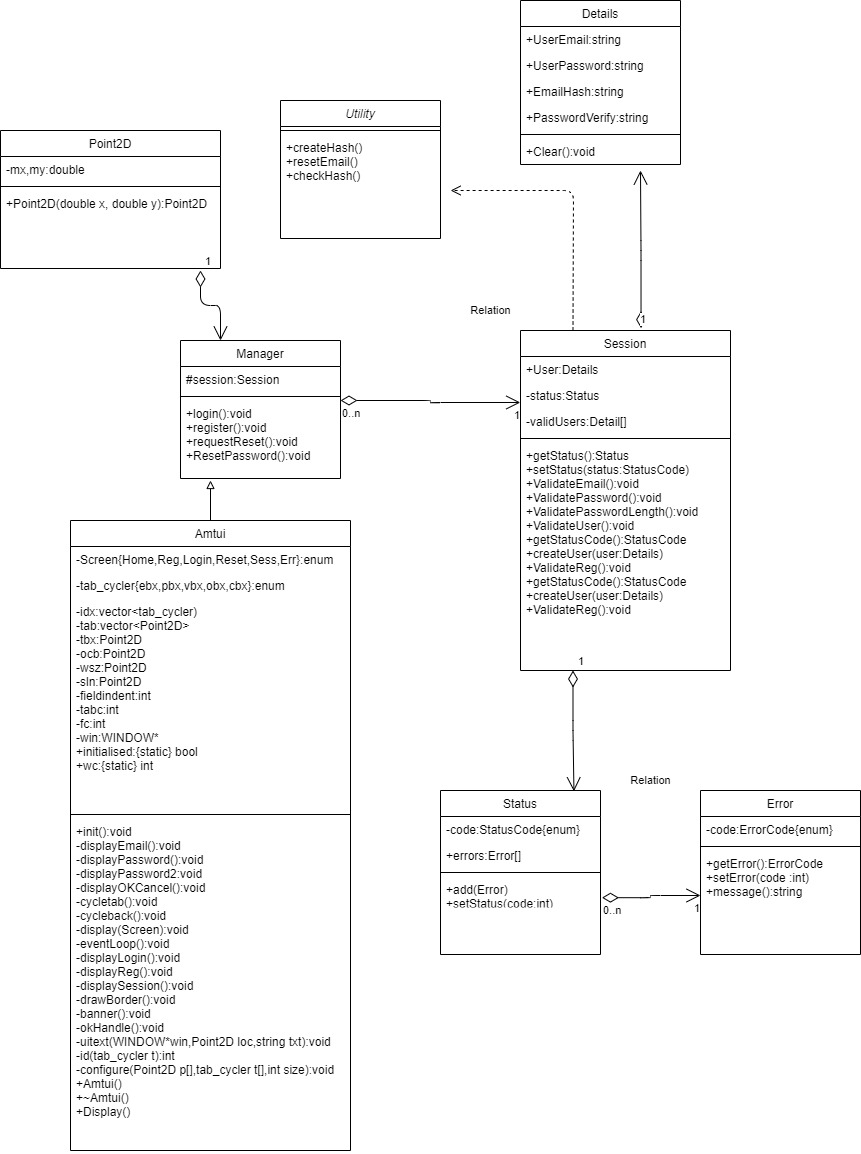 Details
+UserEmail:string
+UserPassword:string
+EmailHash:string
+PasswordVerify:string
+Clear():void
Utility
+createHash()
+resetEmail()
+checkHash()
Point2D
-mx,my:double
+Point2D(double x, double y):Point2D
1
Relation
1
Manager
#session:Session
+login():void
+register():void
+requestReset():void
+ResetPassword():void
0..n
1
Session
+User:Details
-status:Status
-validUsers:Detail[]
+getStatus():Status
+setStatus(status:StatusCode)
+ValidateEmail():void
+ValidatePassword():void
+ValidatePasswordLength():void
+ValidateUser():void
+getStatusCode():StatusCode
+createUser(user:Details)
+ValidateReg():void
+getStatusCode():StatusCode
+createUser(user:Details)
+ValidateReg():void
1
Amtui
-Screen{Home,Reg,Login,Reset,Sess,Err}:enum
-tab_cycler{ebx,pbx,vbx,obx,cbx}:enum
-idx:vector<tab_cycler)
-tab:vector<Point2D>
-tbx:Point2D
-ocb:Point2D
-wsz:Point2D
-sln:Point2D
-fieldindent:int
-tabc:int
-fc:int
-win:WINDOW*
+initialised:{static} bool
+wc:{static} int
+init():void
-displayEmail():void
-displayPassword():void
-displayPassword2:void
-displayOKCancel():void
-cycletab():void
-cycleback():void
-display(Screen):void
-eventLoop():void
-displayLogin():void
-displayReg():void
-displaySession():void
-drawBorder():void
-banner():void
-okHandle():void
-uitext(WINDOW*win,Point2D loc,string txt):void
-id(tab_cycler t):int
-configure(Point2D p[],tab_cycler t[],int size):void
+Amtui()
+~Amtui()
+Display()
Relation
Status
-code:StatusCode{enum}
+errors:Error[]
+add(Error)
+setStatus(code:int)
0..n
1
Error
-code:ErrorCode{enum}
+getError():ErrorCode
+setError(code :int)
+message():string